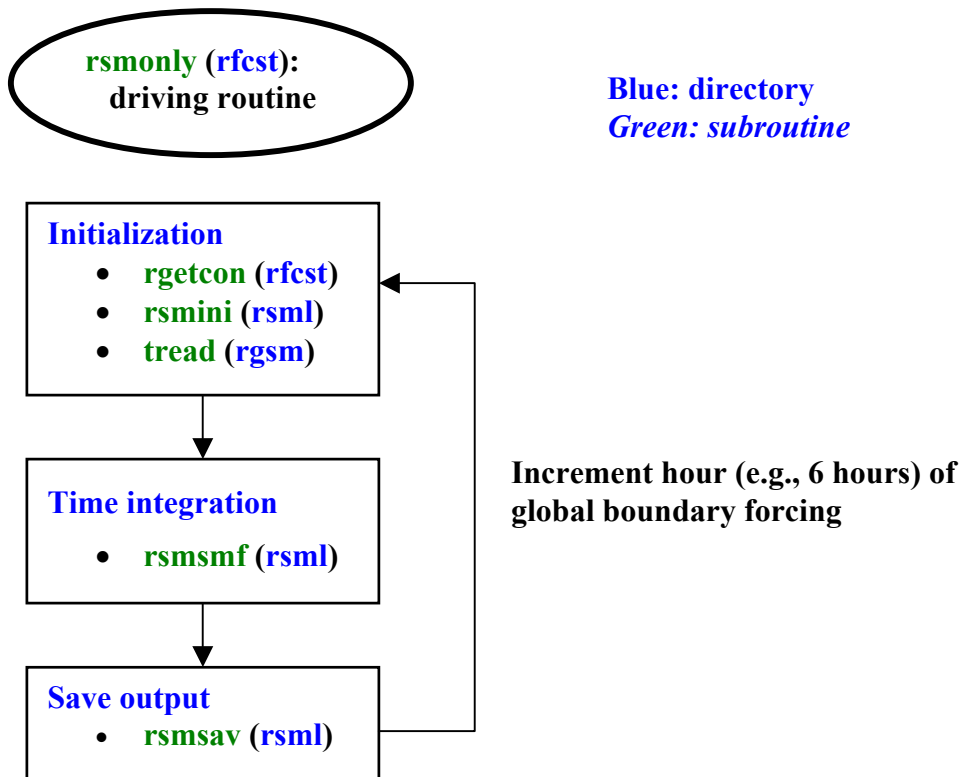 rsmonly (rfcst):
driving routine
Blue: directory
Green: subroutine
Initialization
• rgetcon (rfcst)
• rsmini (rsml)
• tread (rgsm)
Time integration
• rsmsmf (rsml)
Increment hour (e.g., 6 hours) of
global boundary forcing
Save output
• rsmsav (rsml)